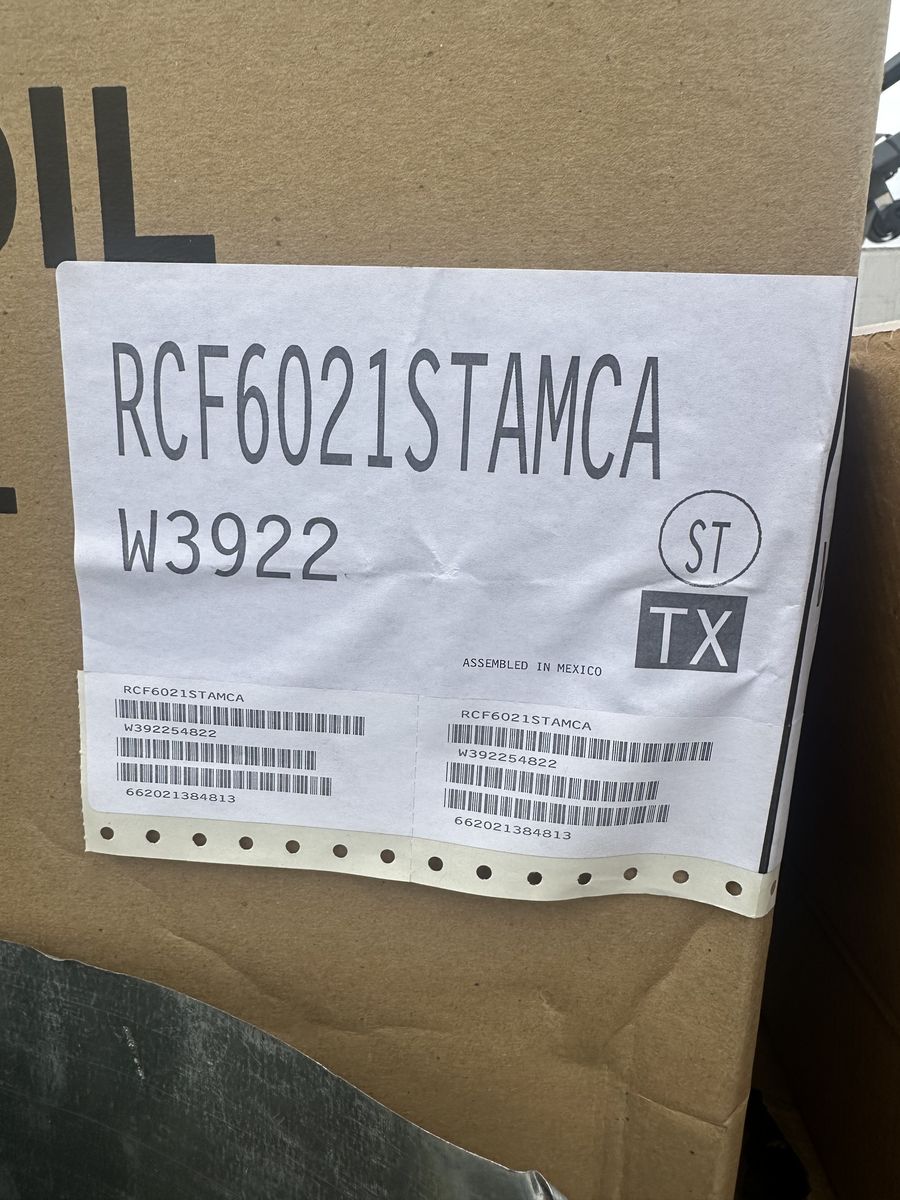 OIL
RCF6021STAMCA
W3922
ST
TX
ASSEMBLED IN MEXICO
RCF6021STAMCA
W392254822
662021384813
RCF6021STAMCA
W392254822
662021384813